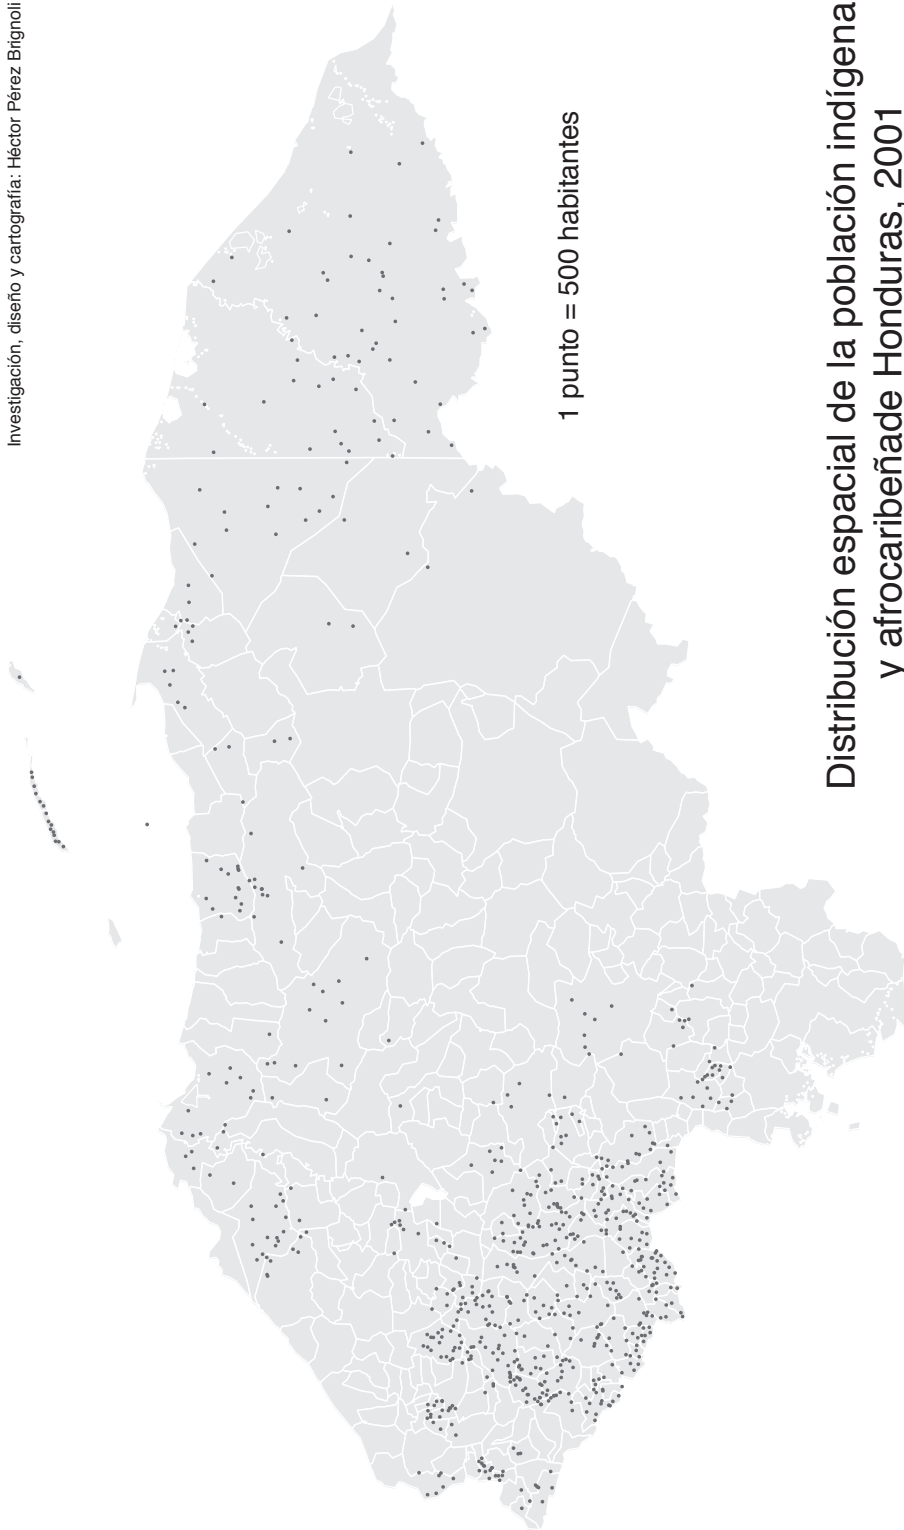 Investigación, diseño y cartografía: Héctor Pérez Brignoli
1 punto = 500 habitantes
Distribución espacial de la población indígena
y afrocaribeñade Honduras, 2001